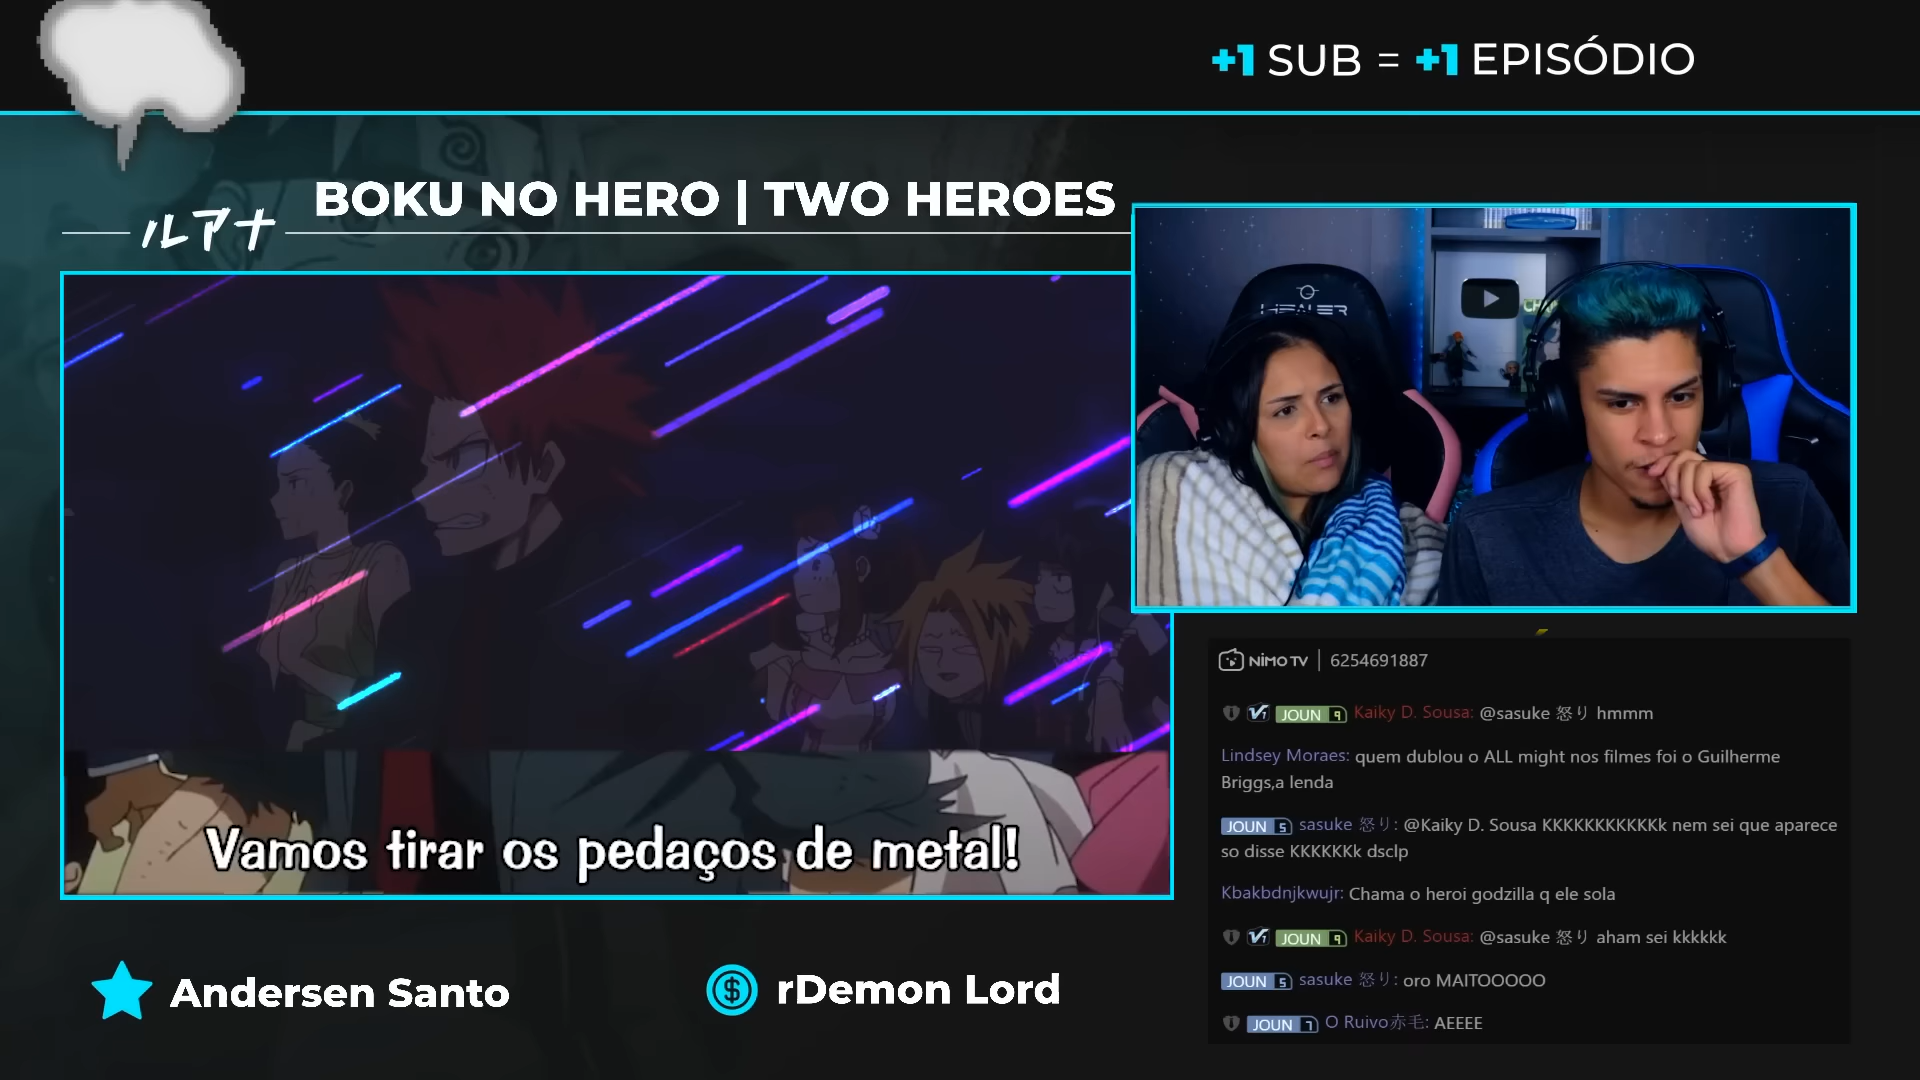 +1 SUB = +1 EPISÓDIO
BOKU NO HERO | TWO HEROES
ルアナ
HEALER
Vamos tirar os pedaços de metal!
NIMO TV | 6254691887
V1 JOUN 9 Kaiky D. Sousa: @sasuke 怒り hmmm
Lindsey Moraes: quem dublou o ALL might nos filmes foi o Guilherme
Briggs,a lenda
JOUN 5 sasuke 怒り: @Kaiky D. Sousa KKKKKKKKKKKk nem sei que aparece
so disse KKKKKKk dsclp
Kbakbdnjkwujr: Chama o heroi godzilla q ele sola
V1 JOUN 9 Kaiky D. Sousa: @sasuke 怒り aham sei kkkkkk
JOUN 5 sasuke 怒り: oro MAITOOOOO
JOUN 7 O Ruivo赤毛: AEEEE
Andersen Santo
rDemon Lord